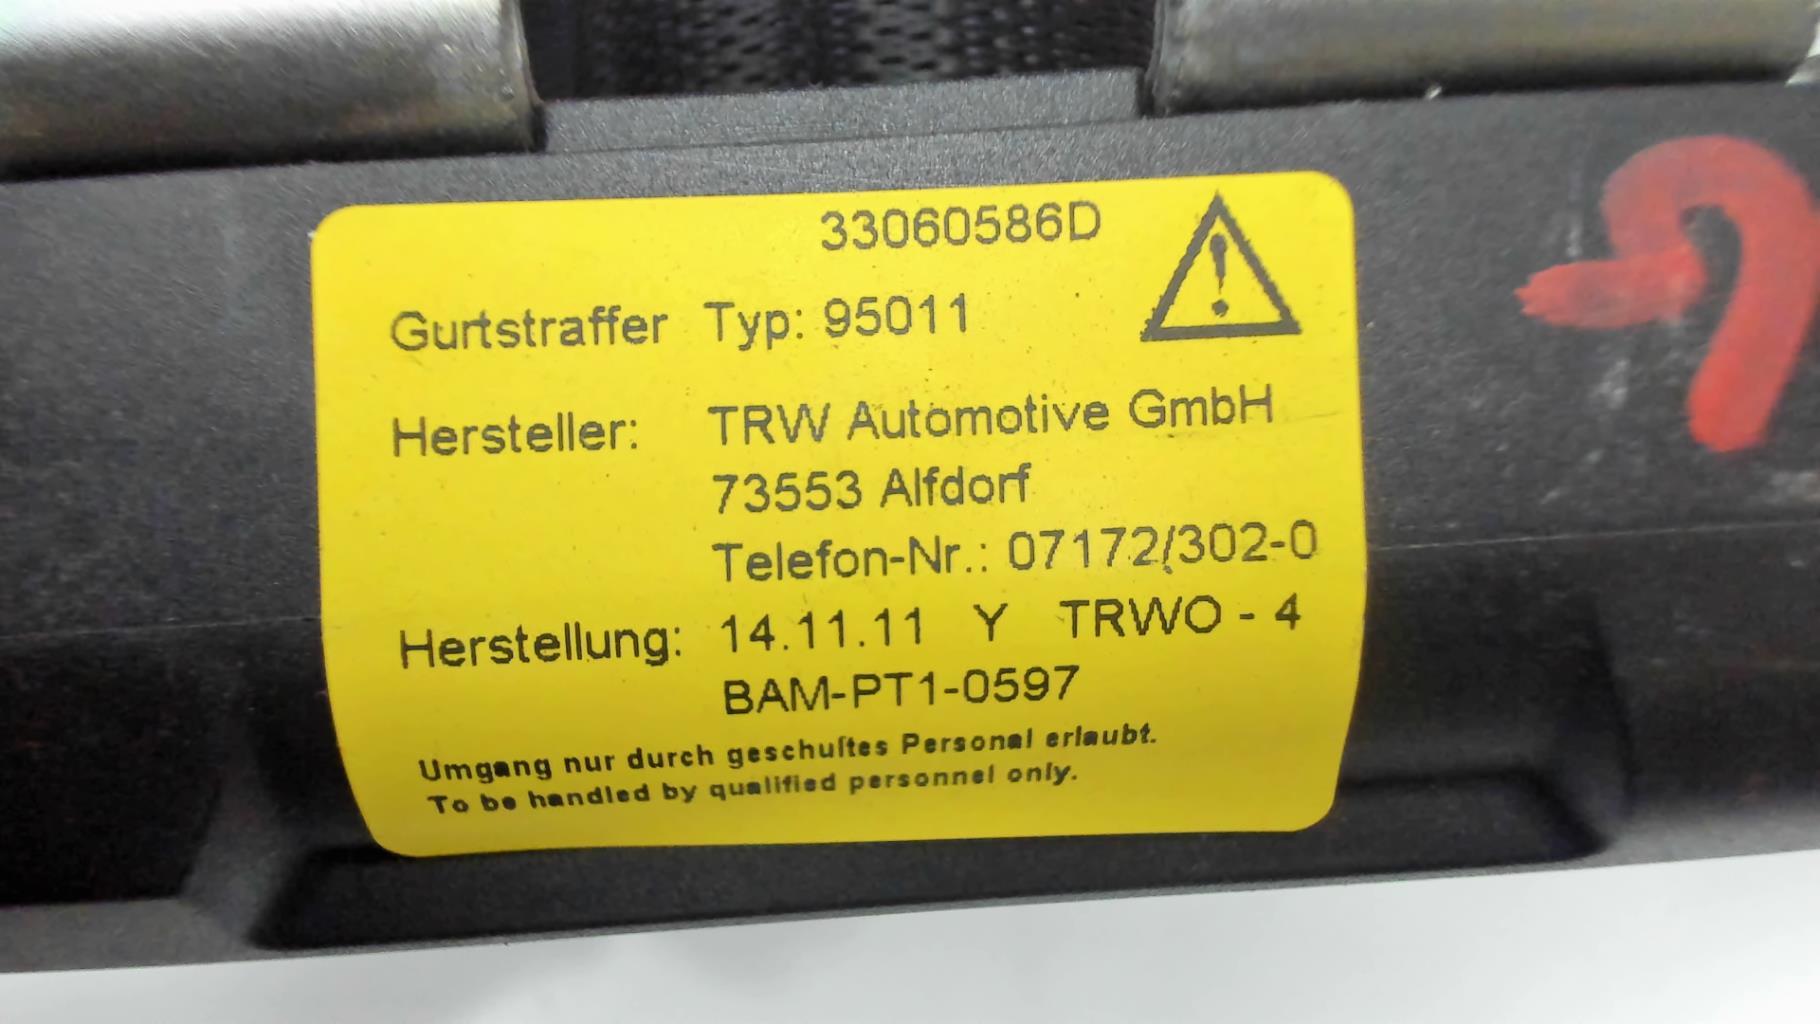 33060586D
Gurtstraffer Typ: 95011
Hersteller: TRW Automotive GmbH
73553 Alfdorf
Telefon-Nr.: 07172/302-0
Herstellung: 14.11.11 Y TRWO - 4
BAM-PT1-0597
Umgang nur durch geschultes Personal erlaubt.
To be handled by qualified personnel only.